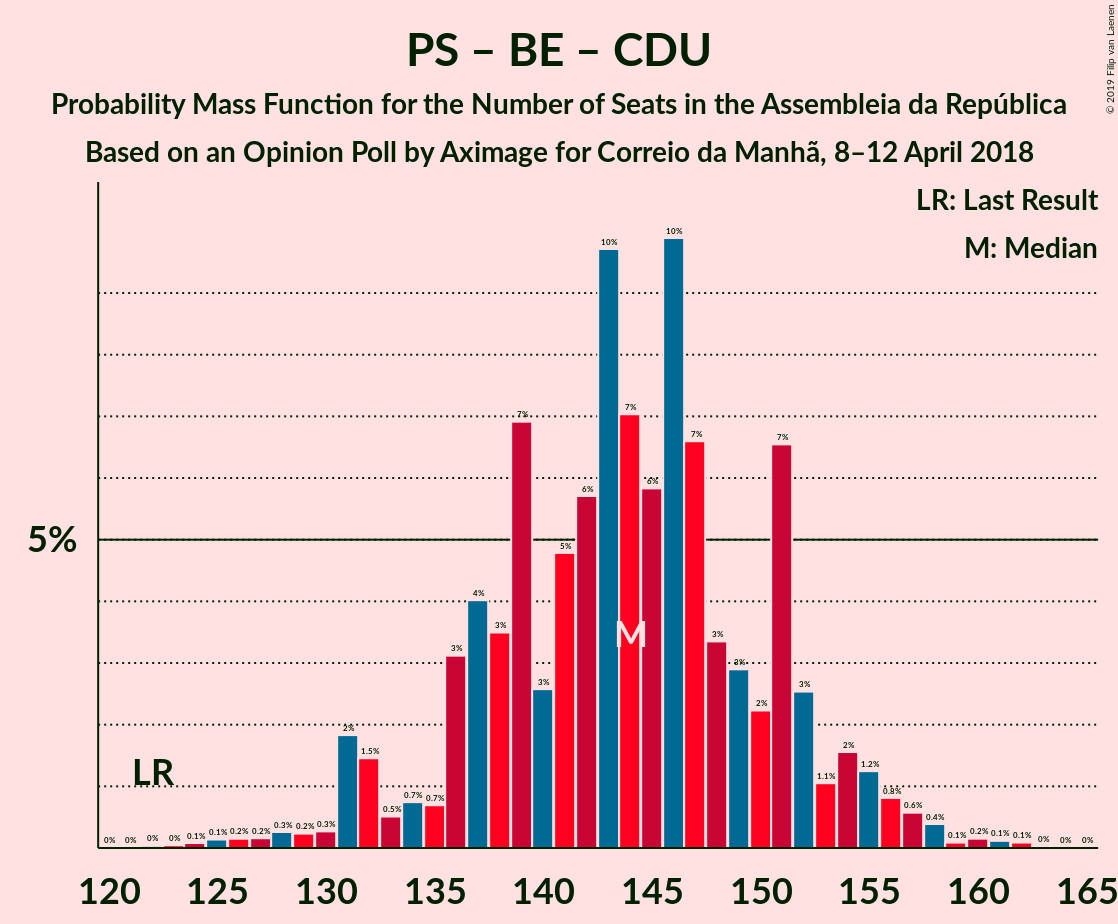 PS – BE – CDU
Probability Mass Function for the Number of Seats in the Assembleia da República
Based on an Opinion Poll by Aximage for Correio da Manhã, 8–12 April 2018
© 2019 Filip van Laenen
LR: Last Result
M: Median
5%
LR
M
0% 0% 0% 0% 0.1% 0.1% 0.2% 0.2% 0.3% 0.2% 0.3% 2% 1.5% 0.5% 0.7% 0.7% 3% 4% 3% 7% 3% 5% 6% 10% 7% 6% 10% 7% 3% 3% 2% 7% 3% 1.1% 2% 1.2% 0.8% 0.6% 0.4% 0.1% 0.2% 0.1% 0.1% 0% 0% 0%
120 125 130 135 140 145 150 155 160 165